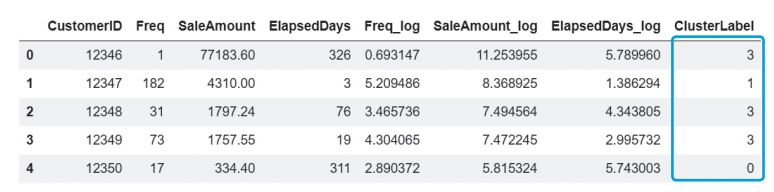 CustomerID Freq SaleAmount ElapsedDays Freq_log SaleAmount_log ElapsedDays_log ClusterLabel
0 12346 1 77183.60 326 0.693147 11.253955 5.789960 3
1 12347 182 4310.00 3 5.209486 8.368925 1.386294 1
2 12348 31 1797.24 76 3.465736 7.494564 4.343805 3
3 12349 73 1757.55 19 4.304065 7.472245 2.995732 3
4 12350 17 334.40 311 2.890372 5.815324 5.743003 0